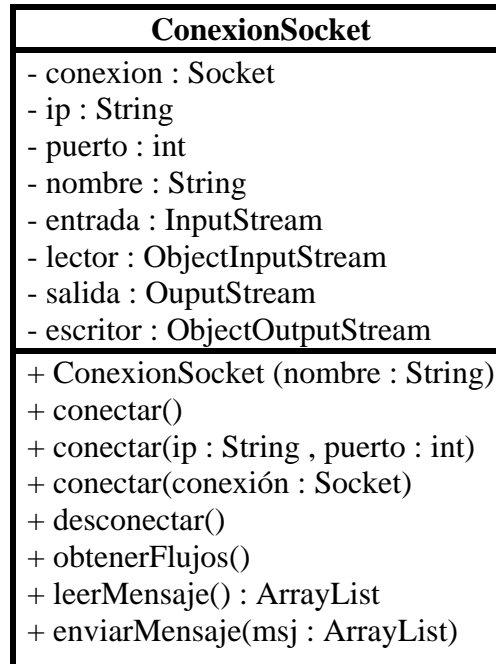 ConexionSocket
- conexion : Socket
- ip : String
- puerto : int
- nombre : String
- entrada : InputStream
- lector : ObjectInputStream
- salida : OuputStream
- escritor : ObjectOutputStream
+ ConexionSocket (nombre : String)
+ conectar()
+ conectar(ip : String , puerto : int)
+ conectar(conexión : Socket)
+ desconectar()
+ obtenerFlujos()
+ leerMensaje() : ArrayList
+ enviarMensaje(msj : ArrayList)